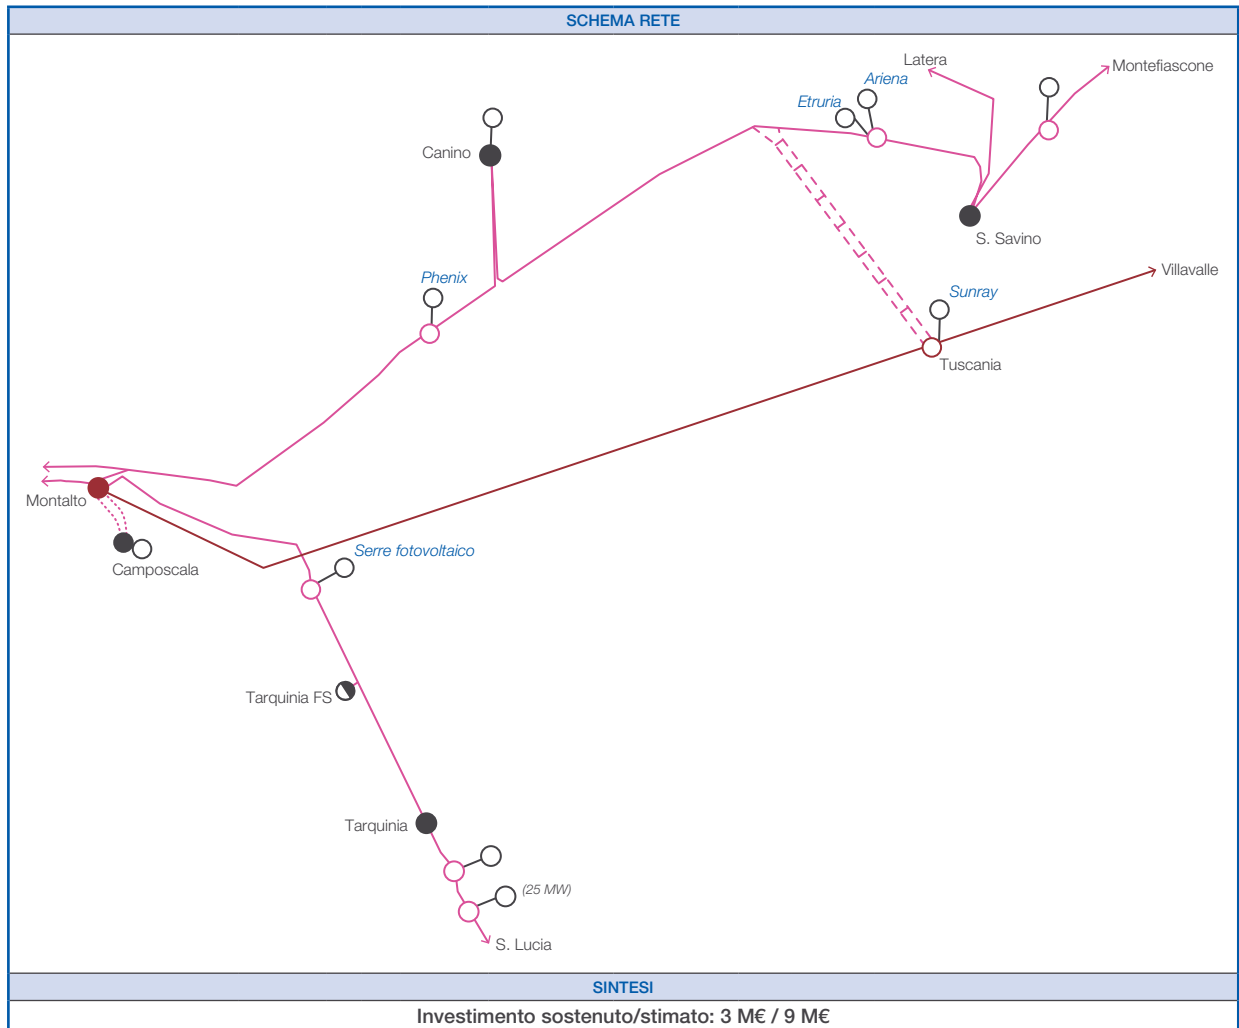 SCHEMA RETE
Latera
Montefiascone
Ariena
Etruria
Canino
S. Savino
Villavalle
Phenix
Sunray
Tuscania
Montalto
Serre fotovoltaico
Camposcala
Tarquinia FS
Tarquinia
(25 MW)
S. Lucia
SINTESI
Investimento sostenuto/stimato: 3 M€ / 9 M€